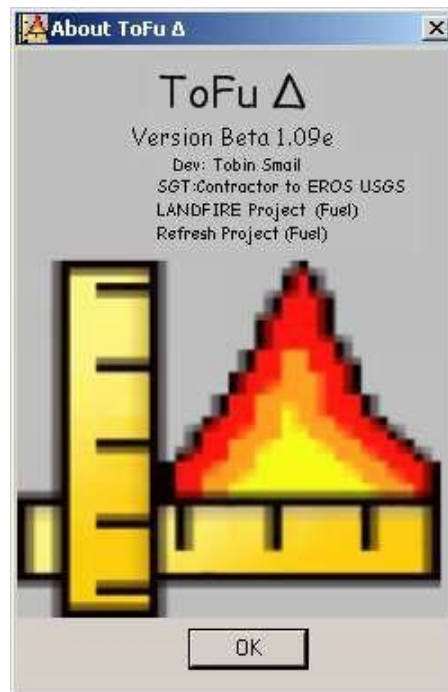 About ToFu Δ
ToFu Δ
Version Beta 1.09e
Dev: Tobin Smail
SGT:Contractor to EROS USGS
LANDFIRE Project (Fuel)
Refresh Project (Fuel)
OK